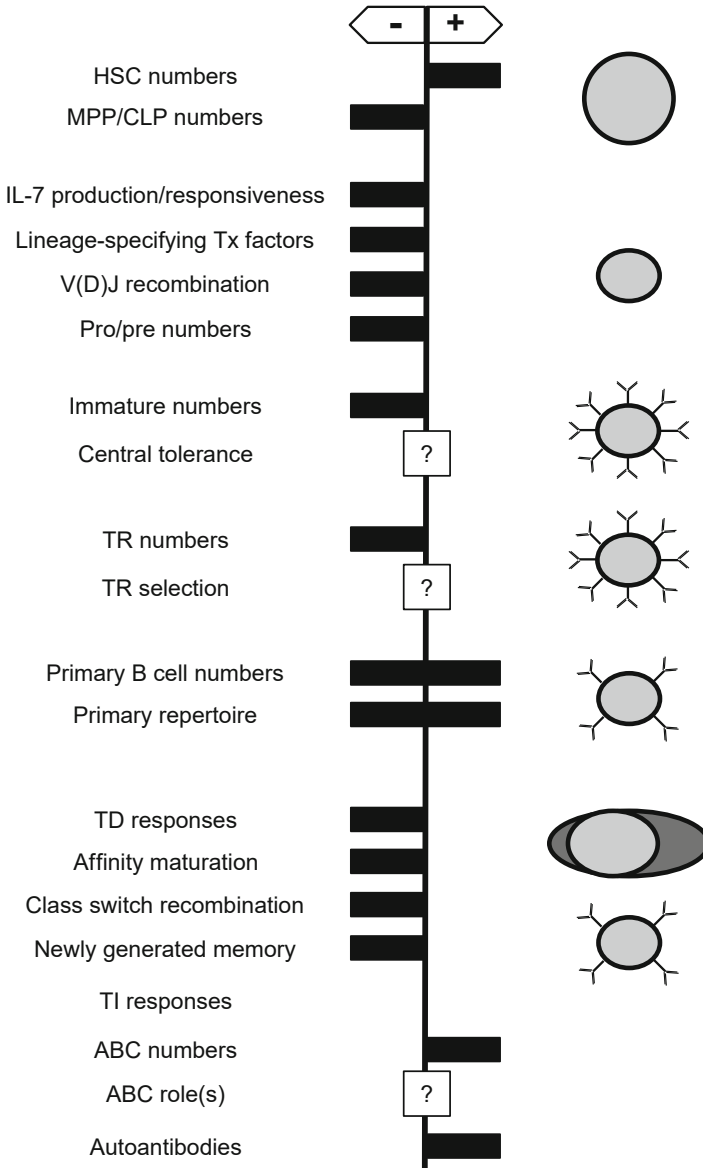 - +
HSC numbers
MPP/CLP numbers
IL-7 production/responsiveness
Lineage-specifying Tx factors
V(D)J recombination
Pro/pre numbers
Immature numbers
Central tolerance ?
TR numbers
TR selection ?
Primary B cell numbers
Primary repertoire
TD responses
Affinity maturation
Class switch recombination
Newly generated memory
TI responses
ABC numbers
ABC role(s) ?
Autoantibodies